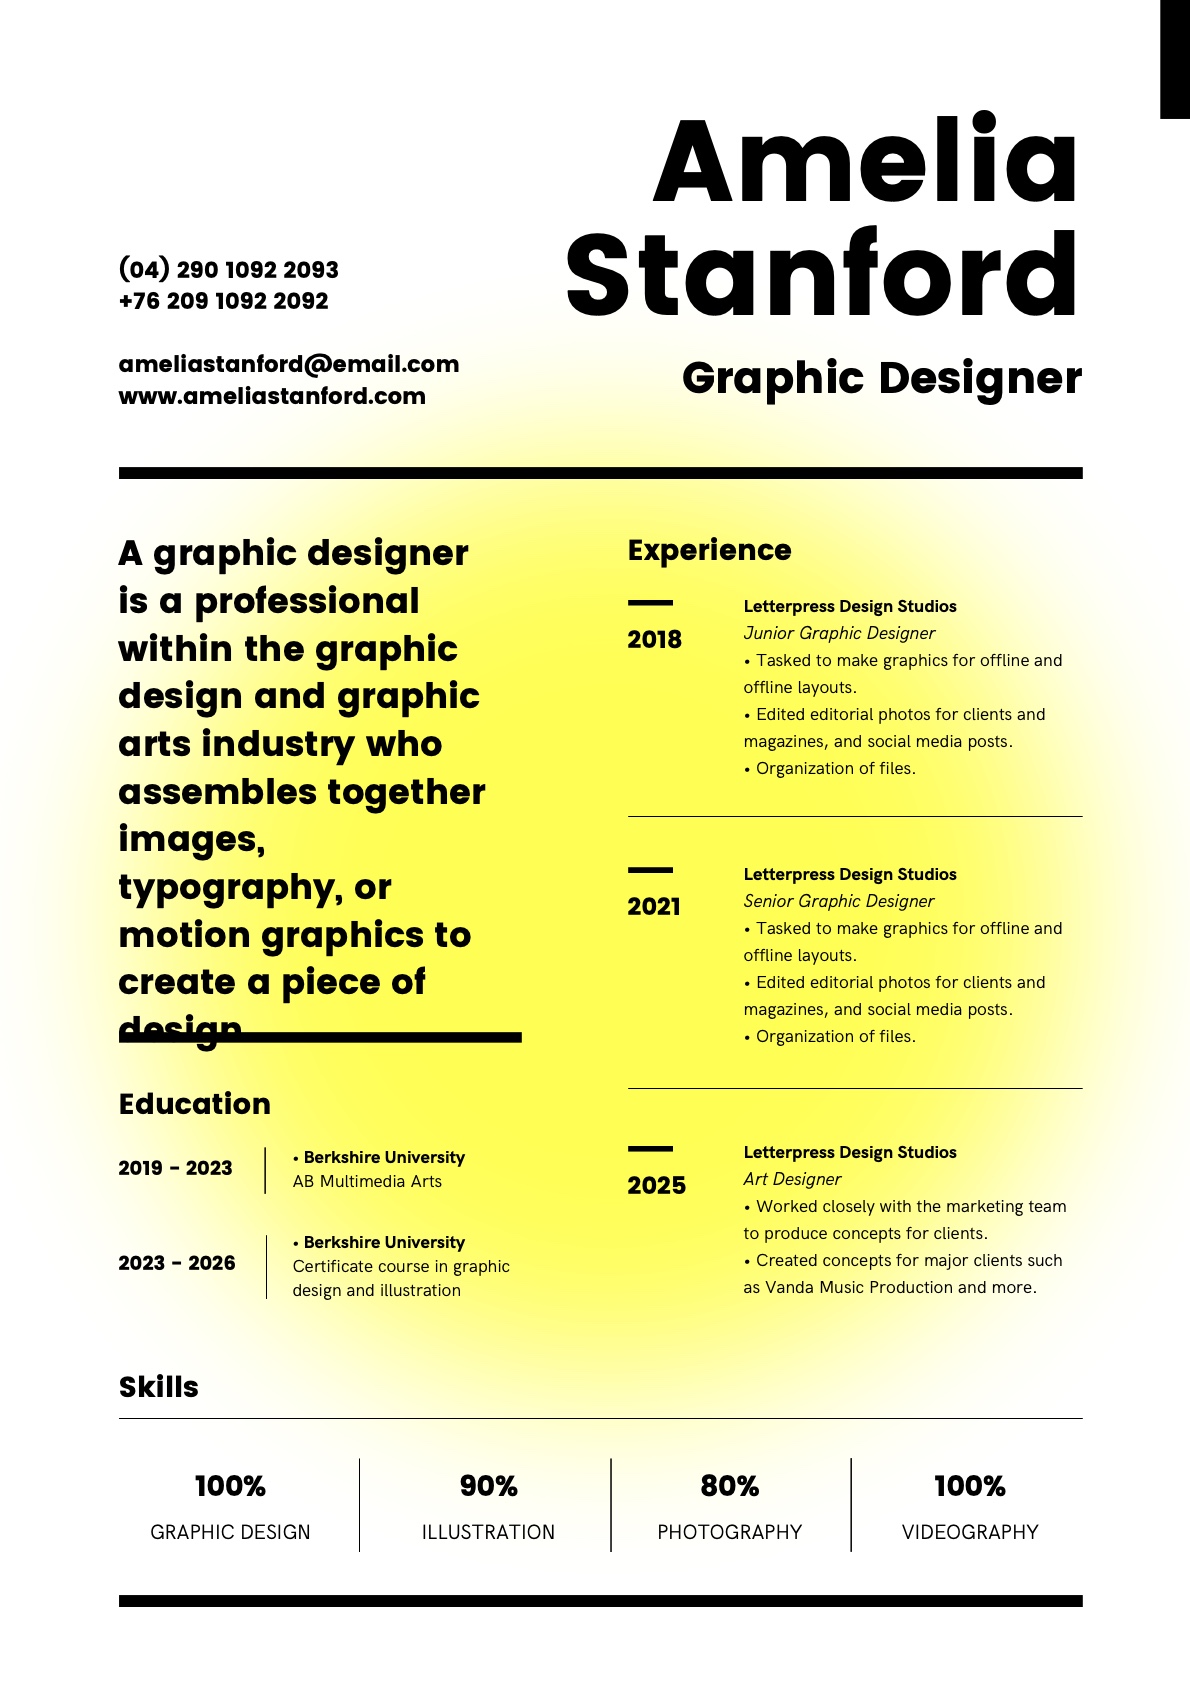 Amelia
Stanford
Graphic Designer
(04) 290 1092 2093
+76 209 1092 2092
ameliastanford@email.com
www.ameliastanford.com
A graphic designer
is a professional
within the graphic
design and graphic
arts industry who
assembles together
images,
typography, or
motion graphics to
create a piece of
design
Education
2019 - 2023
• Berkshire University
AB Multimedia Arts
2023 - 2026
• Berkshire University
Certificate course in graphic
design and illustration
Experience
2018
Letterpress Design Studios
Junior Graphic Designer
• Tasked to make graphics for offline and
offline layouts.
• Edited editorial photos for clients and
magazines, and social media posts.
• Organization of files.
2021
Letterpress Design Studios
Senior Graphic Designer
• Tasked to make graphics for offline and
offline layouts.
• Edited editorial photos for clients and
magazines, and social media posts.
• Organization of files.
2025
Letterpress Design Studios
Art Designer
• Worked closely with the marketing team
to produce concepts for clients.
• Created concepts for major clients such
as Vanda Music Production and more.
Skills
100%
GRAPHIC DESIGN
90%
ILLUSTRATION
80%
PHOTOGRAPHY
100%
VIDEOGRAPHY